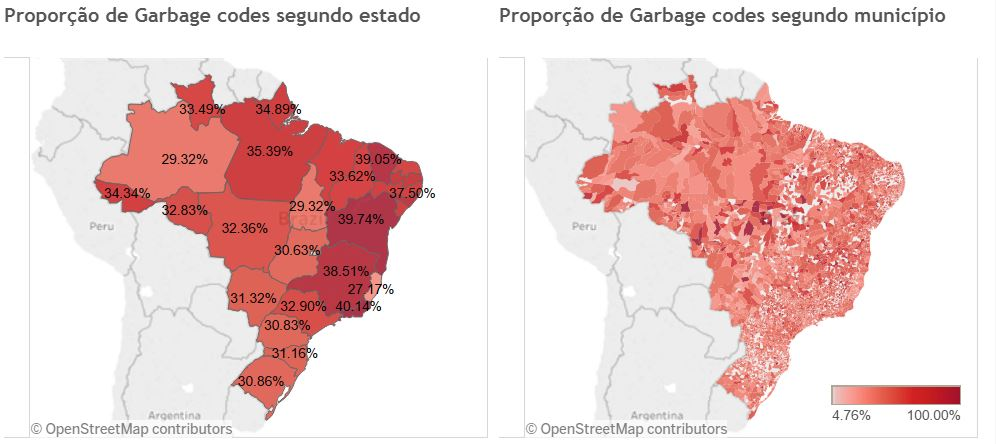 Proporção de Garbage codes segundo estado
Proporção de Garbage codes segundo município
33.49%
34.89%
29.32%
35.39%
39.05%
33.62%
34.34%
37.50%
29.32%
32.83%
Brazil
39.74%
32.36%
30.63%
38.51%
27.17%
31.32%
32.90%
40.14%
30.83%
31.16%
30.86%
Peru
Argentina
© OpenStreetMap contributors
Peru
Argentina
4.76%
100.00%
© OpenStreetMap contributors